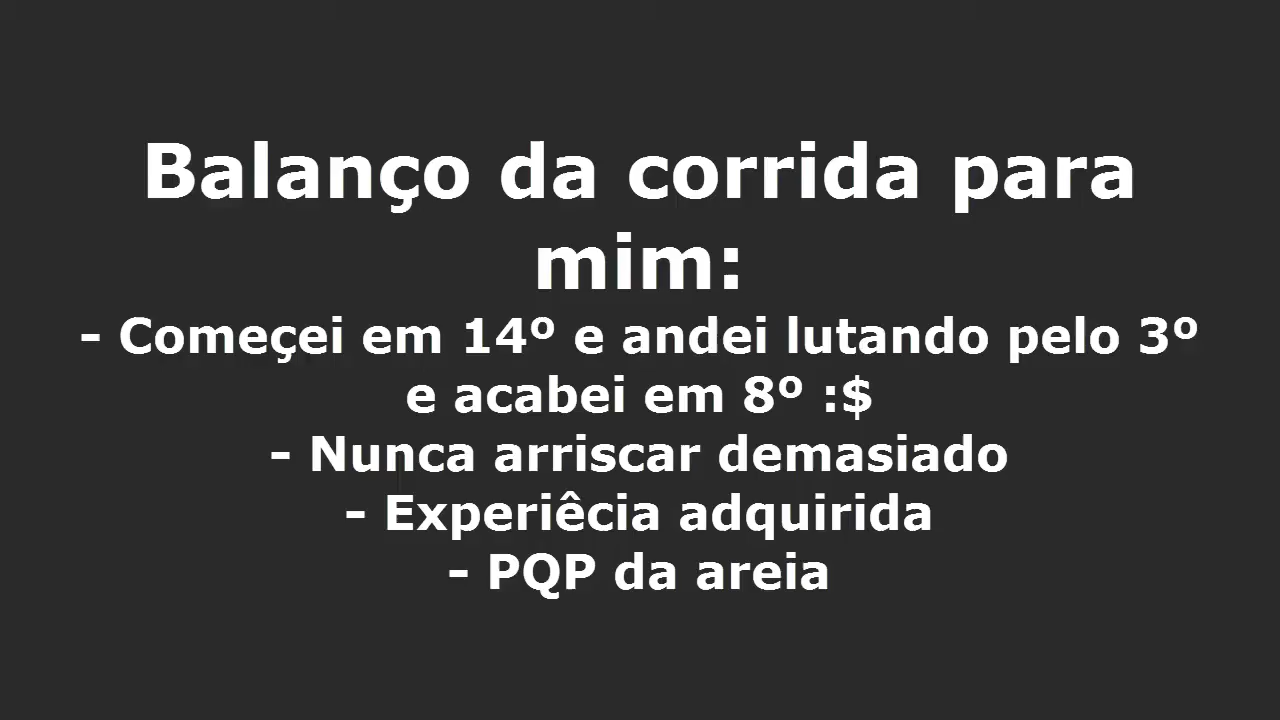 Balanço da corrida para
mim:
- Começei em 14º e andei lutando pelo 3º
e acabei em 8º :$
- Nunca arriscar demasiado
- Experiêcia adquirida
- PQP da areia